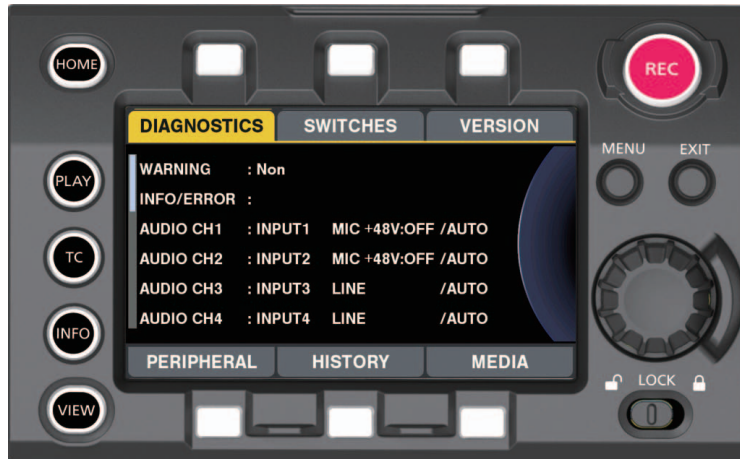 HOME
REC
DIAGNOSTICS SWITCHES VERSION
MENU EXIT
PLAY
WARNING : Non
INFO/ERROR :
AUDIO CH1 : INPUT1 MIC +48V:OFF /AUTO
TC
AUDIO CH2 : INPUT2 MIC +48V:OFF /AUTO
AUDIO CH3 : INPUT3 LINE /AUTO
AUDIO CH4 : INPUT4 LINE /AUTO
INFO
PERIPHERAL HISTORY MEDIA
LOCK
VIEW